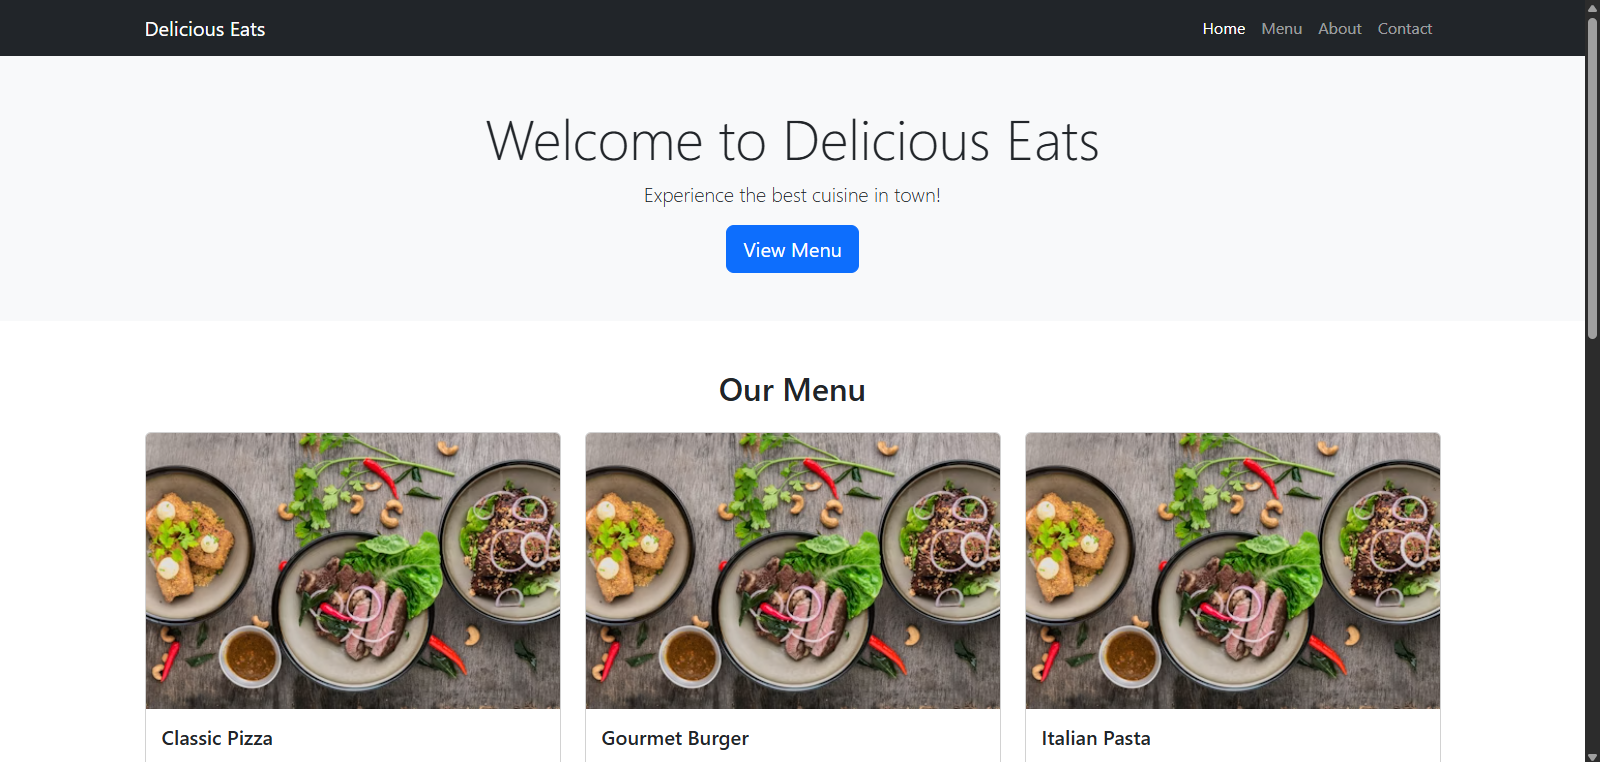 Delicious Eats
Home Menu About Contact
Welcome to Delicious Eats
Experience the best cuisine in town!
View Menu
Our Menu
Classic Pizza
Gourmet Burger
Italian Pasta